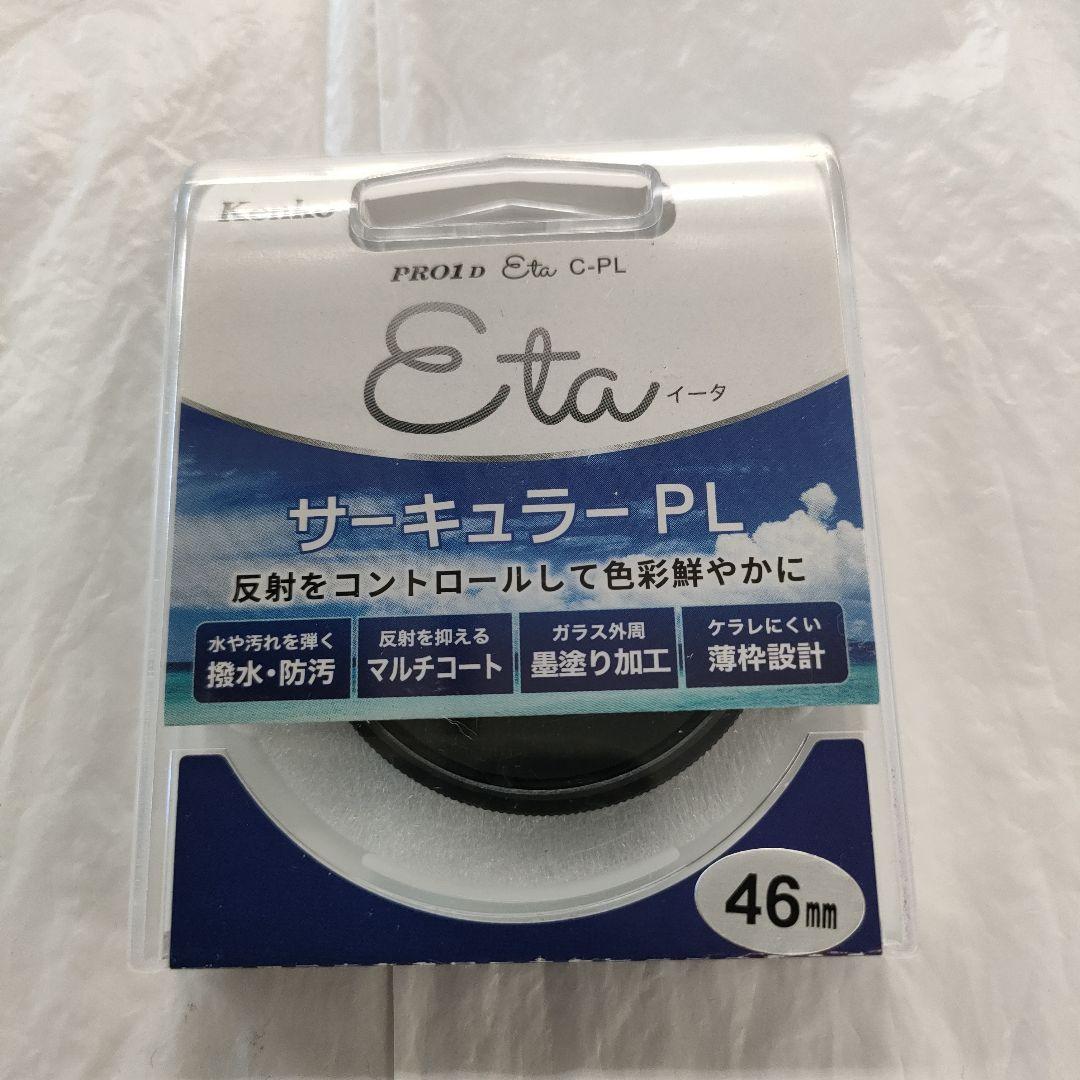 Kenko
PRO1D Eta C-PL
Eta イータ
サーキュラーPL
反射をコントロールして色彩鮮やかに
水や汚れを弾く
撥水・防汚
反射を抑える
マルチコート
ガラス外周
墨塗り加工
ケラレにくい
薄枠設計
46mm